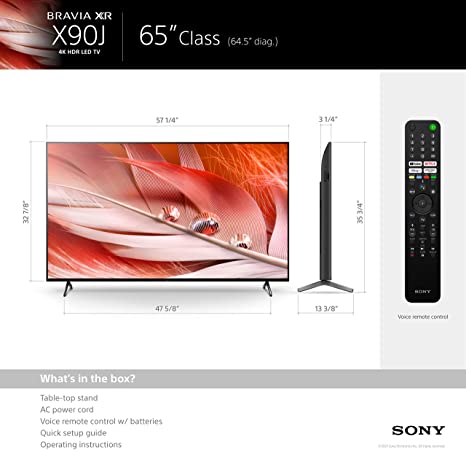 BRAVIA XR
X90J
4K HDR LED TV
65” Class (64.5” diag.)
57 1/4”
3 1/4”
32 7/8”
35 3/4”
47 5/8”
13 3/8”
SONY
Voice remote control
What's in the box?
Table-top stand
AC power cord
Voice remote control w/ batteries
Quick setup guide
Operating instructions
SONY